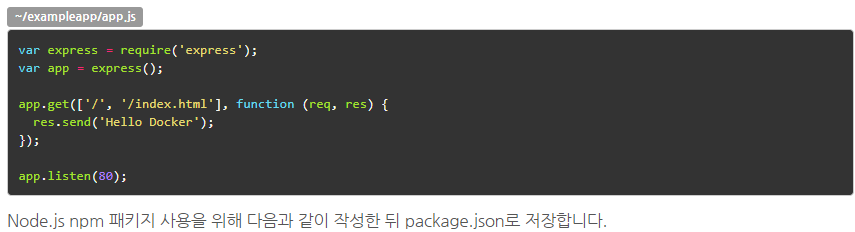 ~/exampleapp/app.js
var express = require('express');
var app = express();
app.get(['/', '/index.html'], function (req, res) {
  res.send('Hello Docker');
});
app.listen(80);
Node.js npm 패키지 사용을 위해 다음과 같이 작성한 뒤 package.json로 저장합니다.